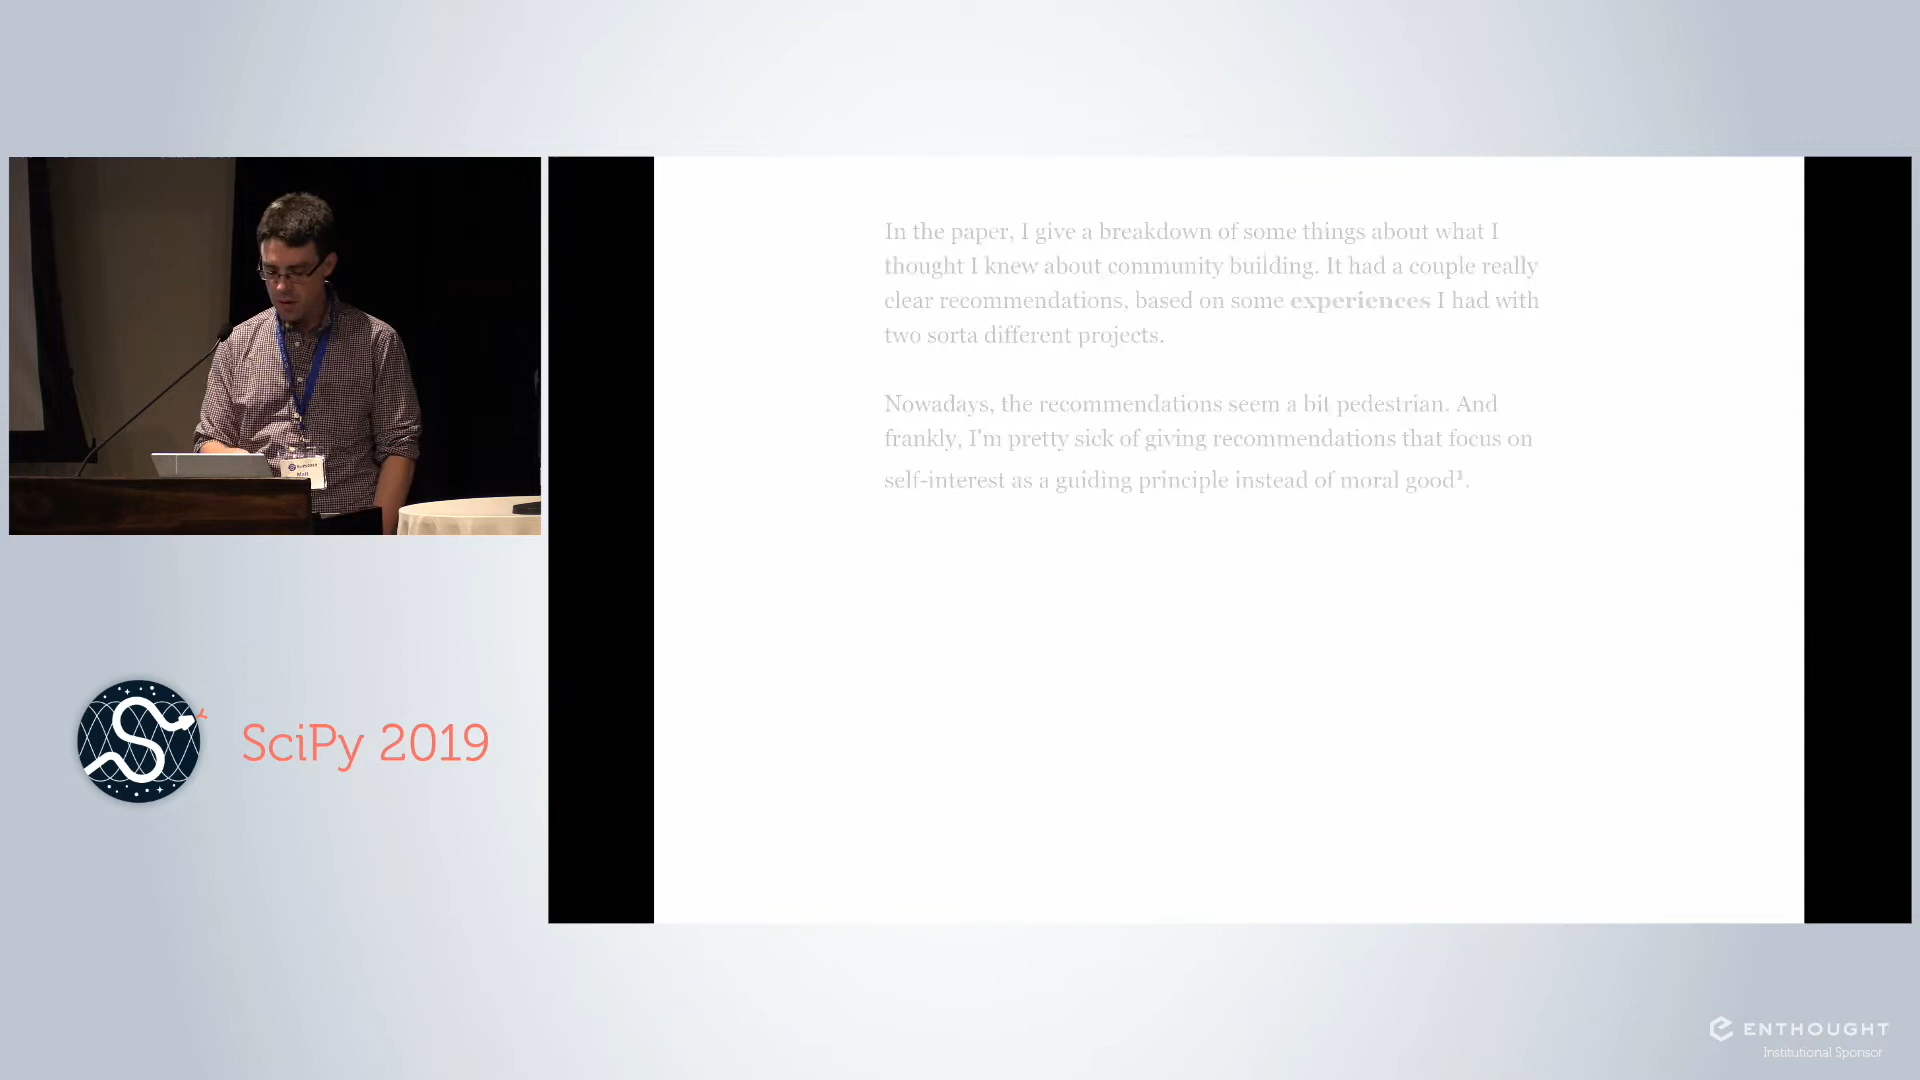 In the paper, I give a breakdown of some things about what I
thought I knew about community building. It had a couple really
clear recommendations, based on some experiences I had with
two sorta different projects.
Nowadays, the recommendations seem a bit pedestrian. And
frankly, I'm pretty sick of giving recommendations that focus on
self-interest as a guiding principle instead of moral good¹.
Matt
SciPy 2019
ENTHOUGHT
Institutional Sponsor